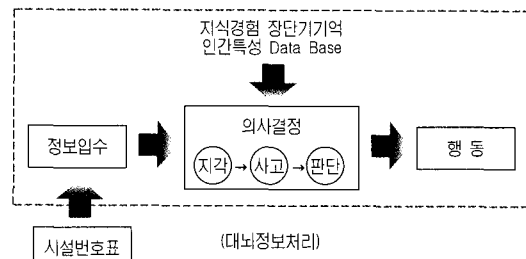 지식경험 장단기기억
인간특성 Data Base
의사결정
정보입수
지각 → 사고 → 판단
행 동
시설번호표
(대뇌정보처리)